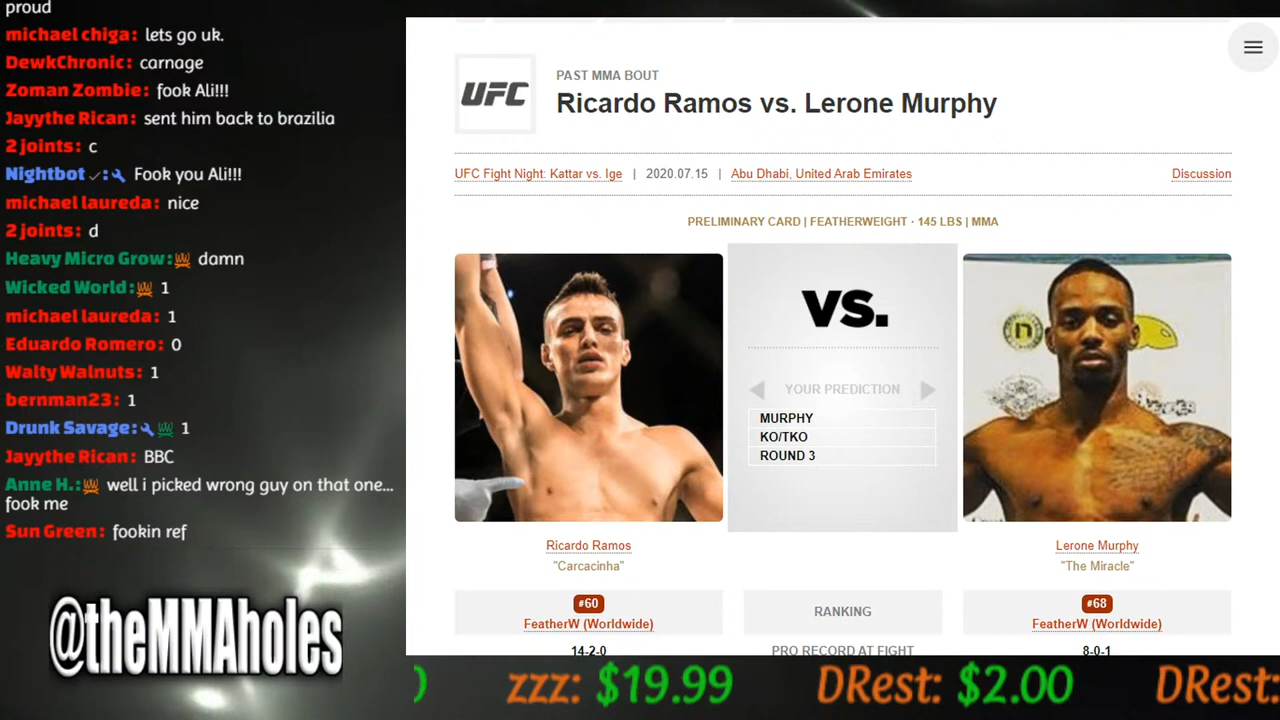 proud
michael chiga: lets go uk.
DewkChronic: carnage
Zoman Zombie: fook Ali!!!
Jayythe Rican: sent him back to brazilia
2 joints: c
Nightbot ✓: Fook you Ali!!!
michael laureda: nice
2 joints: d
Heavy Micro Grow: damn
Wicked World: 1
michael laureda: 1
Eduardo Romero: 0
Walty Walnuts: 1
bernman23: 1
Drunk Savage: 1
Jayythe Rican: BBC
Anne H.: well i picked wrong guy on that one...
fook me
Sun Green: fookin ref
@theMMAholes
UFC
PAST MMA BOUT
Ricardo Ramos vs. Lerone Murphy
UFC Fight Night: Kattar vs. Ige | 2020.07.15 | Abu Dhabi, United Arab Emirates Discussion
PRELIMINARY CARD | FEATHERWEIGHT · 145 LBS | MMA
VS.
YOUR PREDICTION
MURPHY
KO/TKO
ROUND 3
Ricardo Ramos Lerone Murphy
"Carcacinha" "The Miracle"
#60 RANKING #68
FeatherW (Worldwide) FeatherW (Worldwide)
14-2-0 PRO RECORD AT FIGHT 8-0-1
0 zzz: $19.99 DRest: $2.00 DRest: